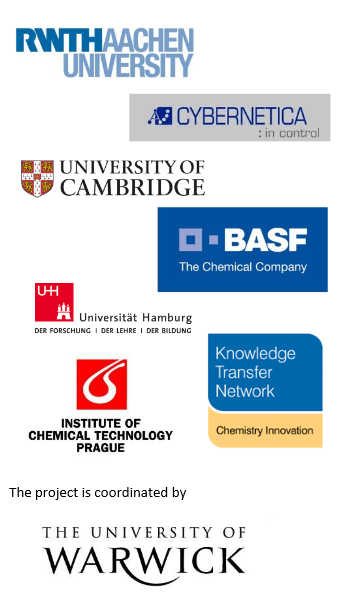 RWTHAACHEN
UNIVERSITY
CYBERNETICA
: in control
UNIVERSITY OF
CAMBRIDGE
BASF
The Chemical Company
UHH
Universität Hamburg
DER FORSCHUNG | DER LEHRE | DER BILDUNG
Knowledge
Transfer
Network
Chemistry Innovation
INSTITUTE OF
CHEMICAL TECHNOLOGY
PRAGUE
The project is coordinated by
THE UNIVERSITY OF
WARWICK